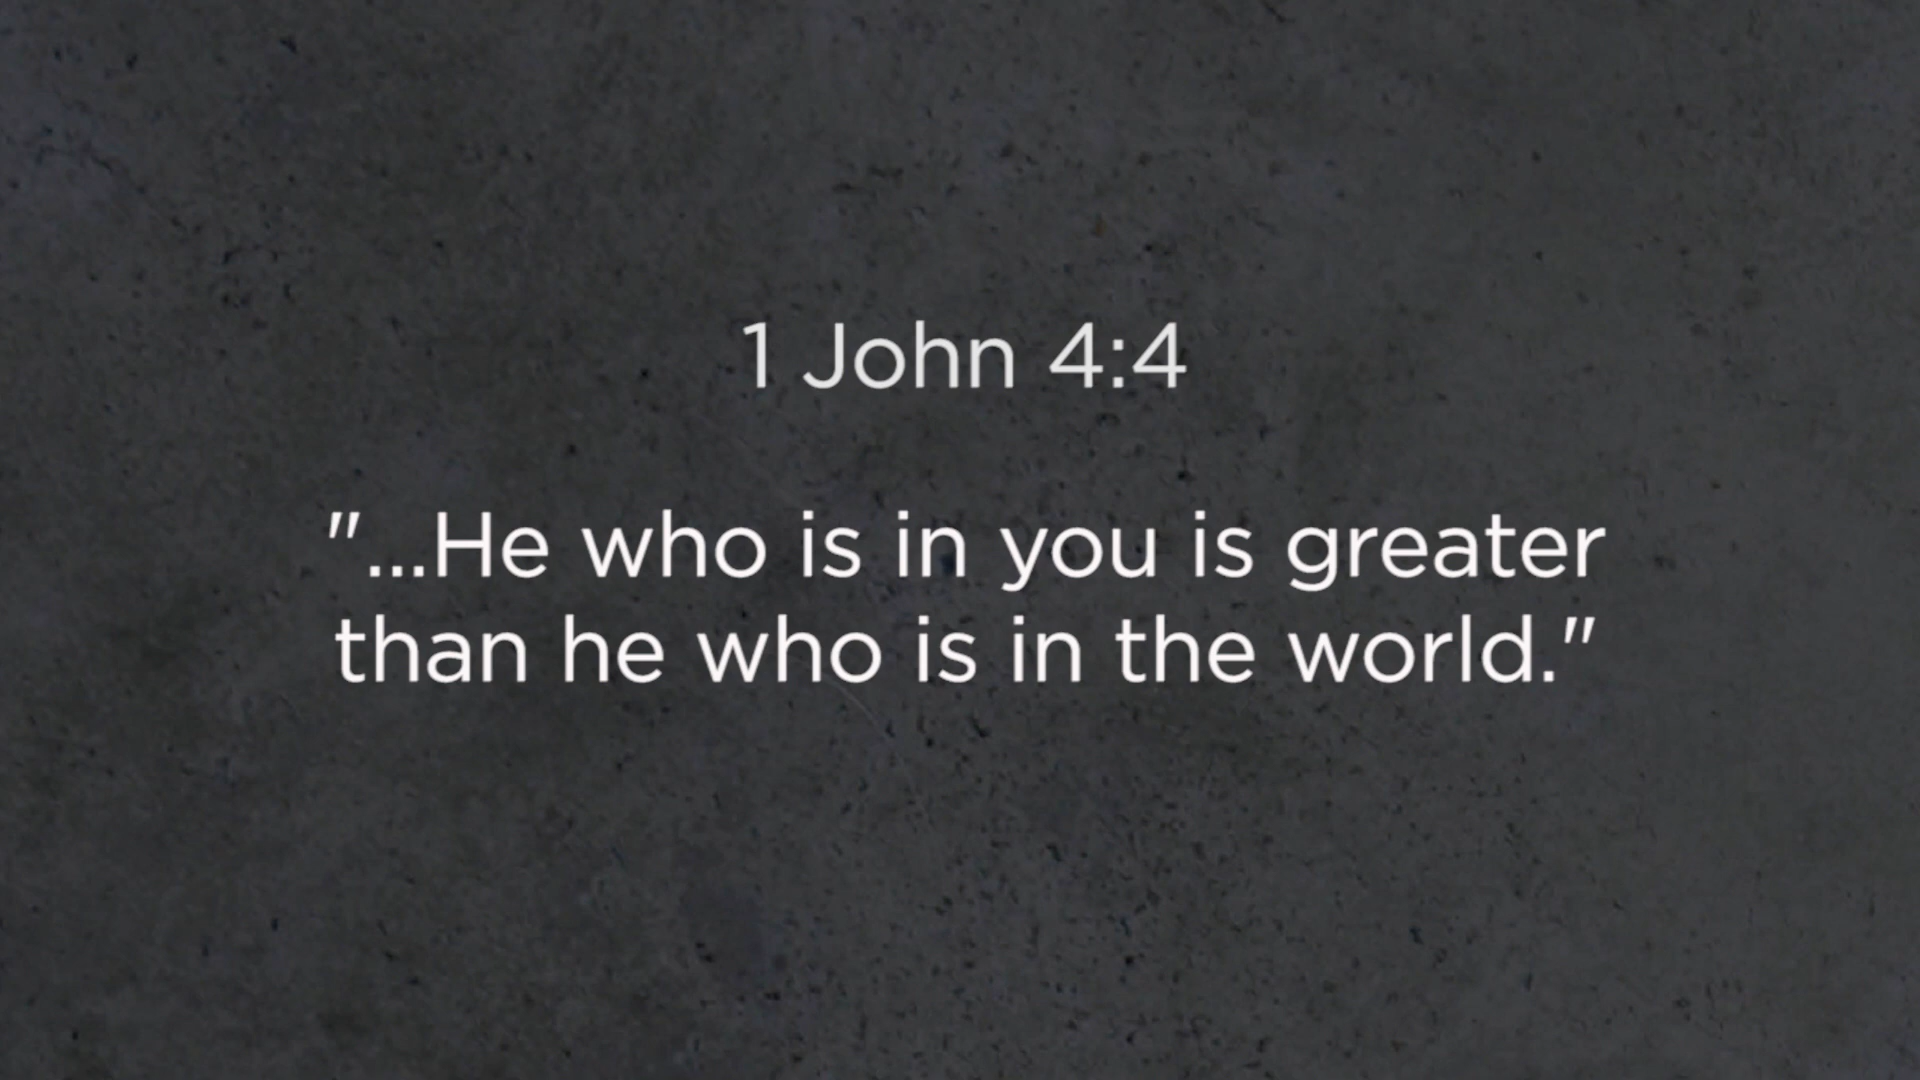 1 John 4:4
"...He who is in you is greater
than he who is in the world."